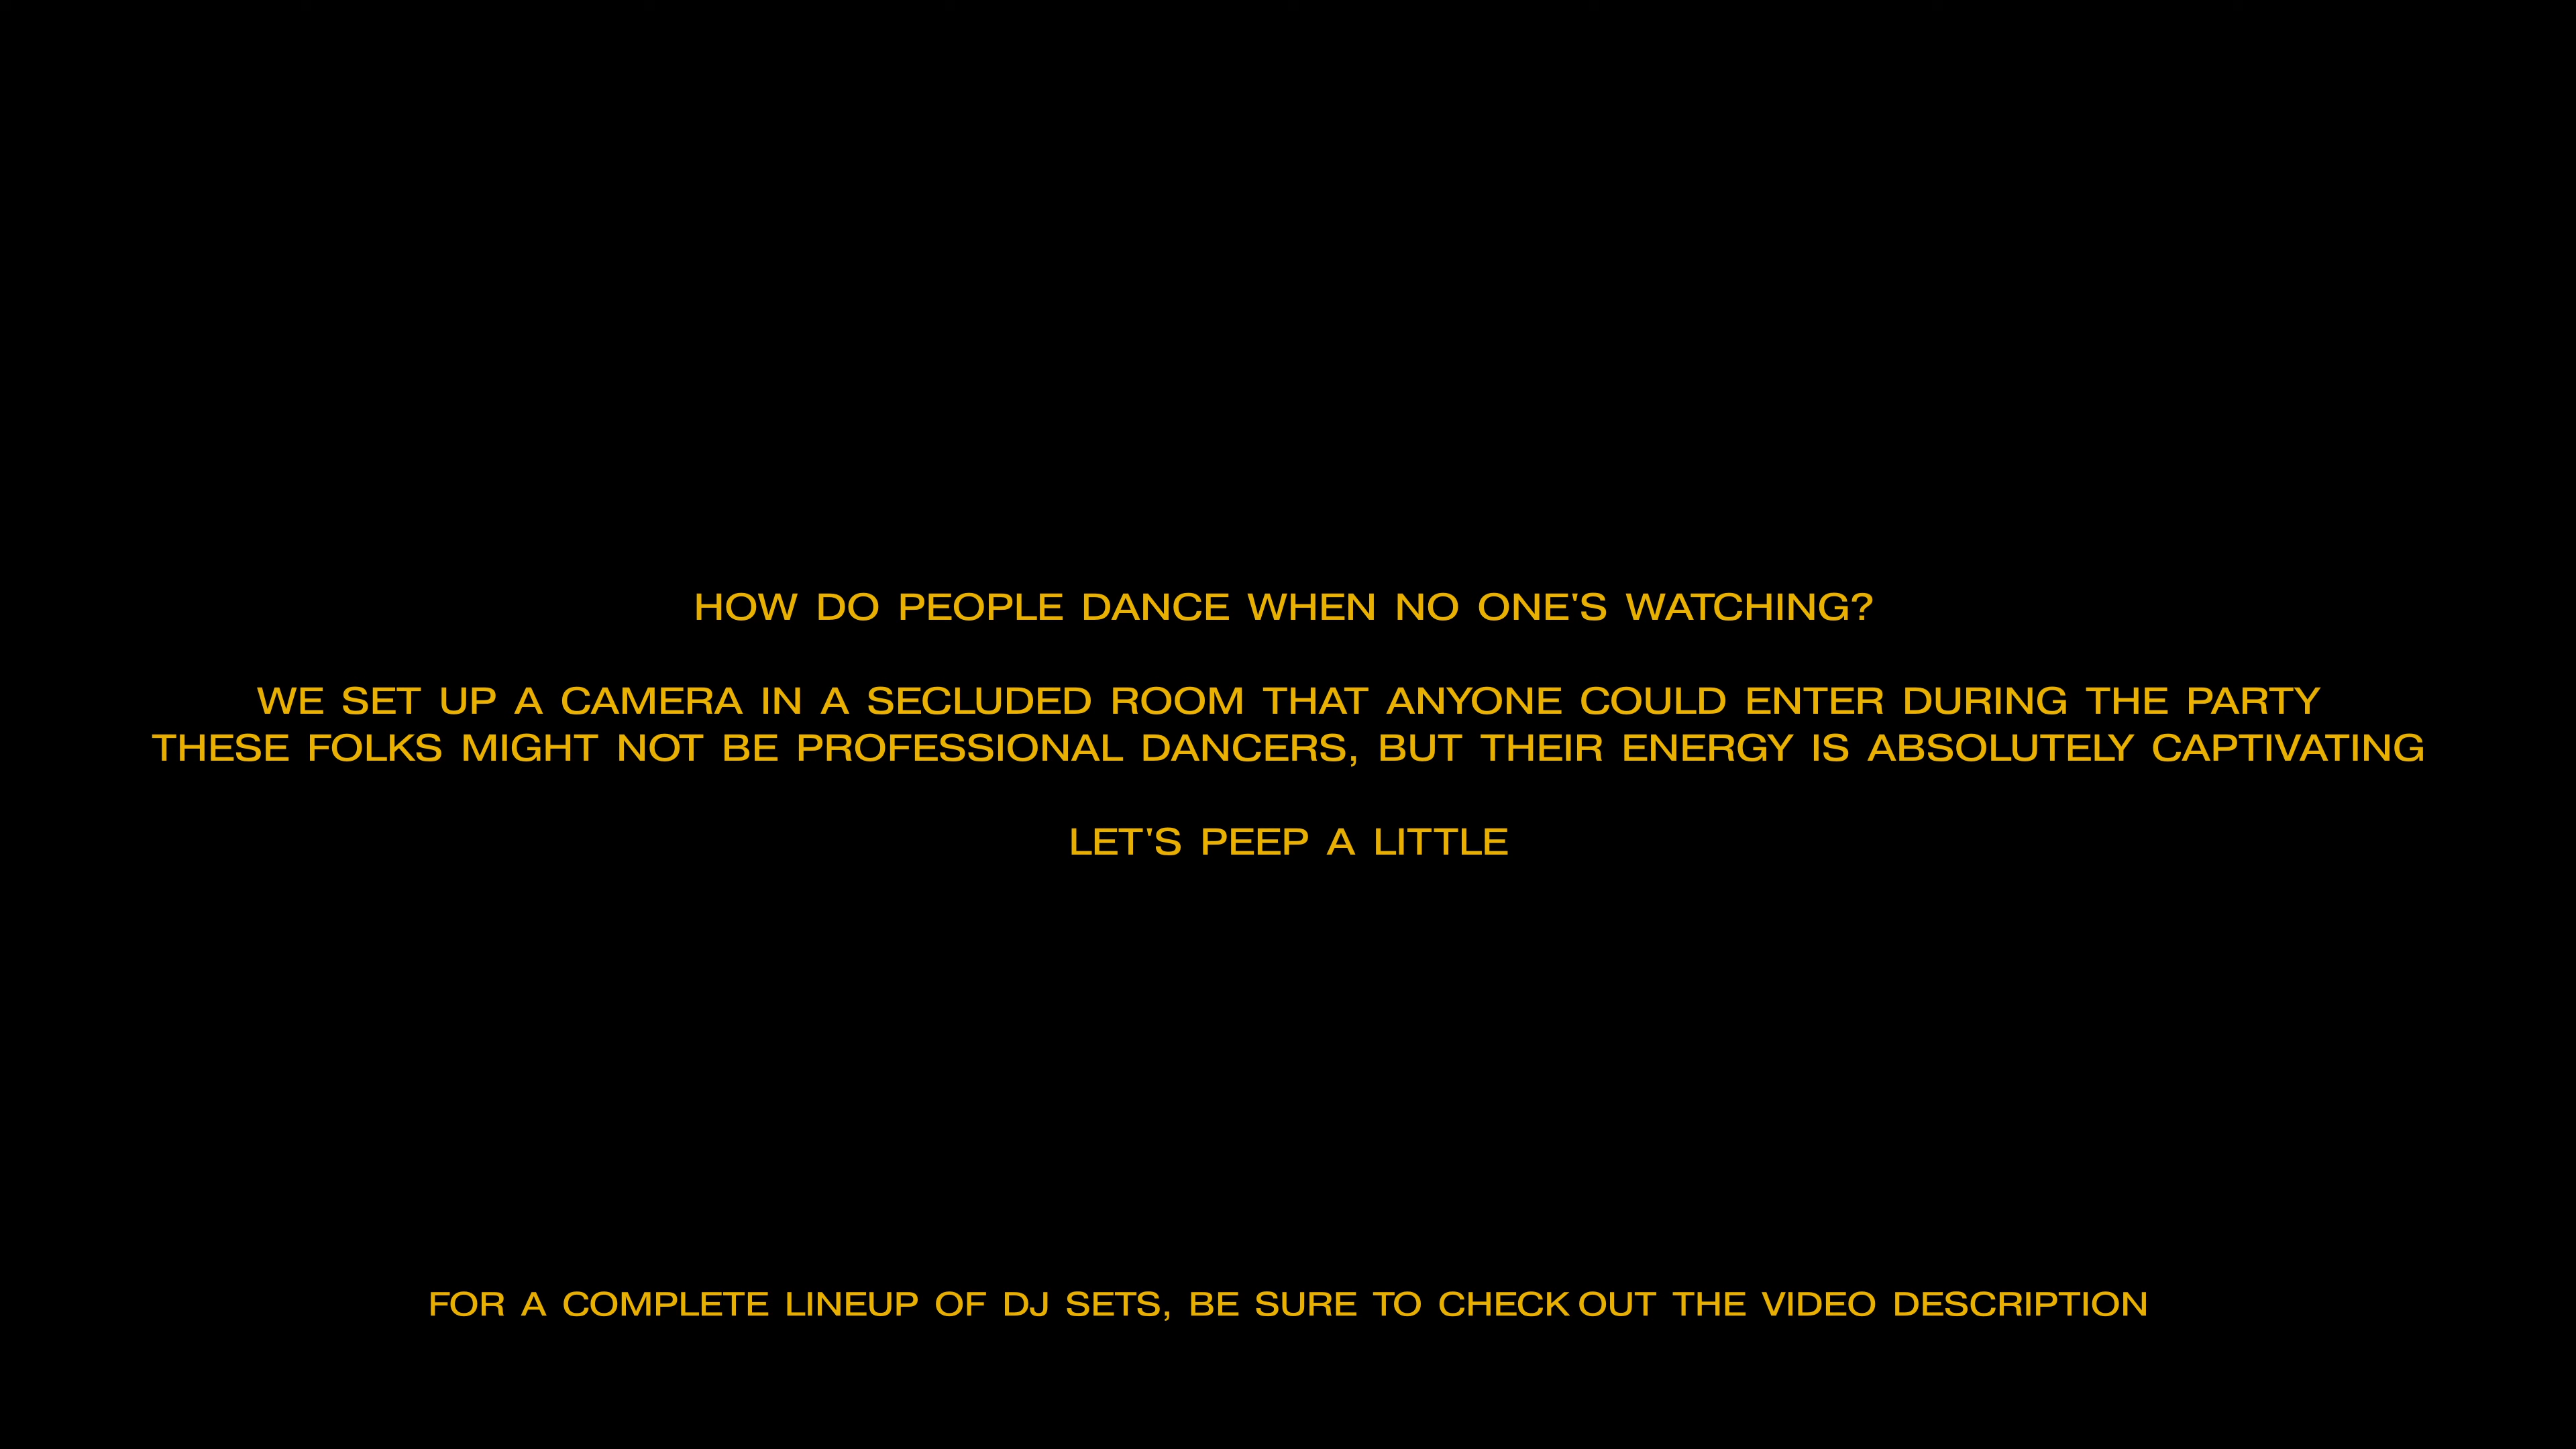 HOW DO PEOPLE DANCE WHEN NO ONE'S WATCHING?
WE SET UP A CAMERA IN A SECLUDED ROOM THAT ANYONE COULD ENTER DURING THE PARTY
THESE FOLKS MIGHT NOT BE PROFESSIONAL DANCERS, BUT THEIR ENERGY IS ABSOLUTELY CAPTIVATING
LET'S PEEP A LITTLE
FOR A COMPLETE LINEUP OF DJ SETS, BE SURE TO CHECK OUT THE VIDEO DESCRIPTION